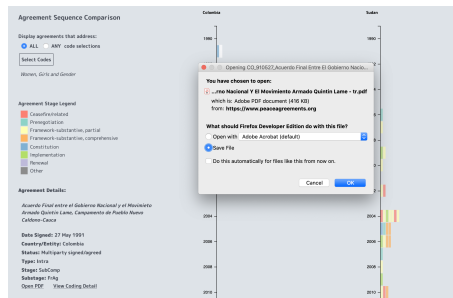 Agreement Sequence Comparison
Display agreements that address:
ALL ANY code selections
Select Codes
Women, Girls and Gender
Agreement Stage Legend
Ceasefire/related
Prenegotiation
Framework-substantive, partial
Framework-substantive, comprehensive
Constitution
Implementation
Renewal
Other
Agreement Details:
Acuerdo Final entre el Gobierno Nacional y el Movimieto
Armado Quintin Lame, Campamento de Pueblo Nuevo
Caldono-Cauca
Date Signed: 27 May 1991
Country/Entity: Colombia
Status: Multiparty signed/agreed
Type: Intra
Stage: SubComp
Substage: FrAg
Open PDF View Coding Detail
Colombia
1990
2004
2006
2008
2010
Sudan
1990
2004
2006
2008
2010
Opening CO_910527_Acuerdo Final Entre El Gobierno Nacio...
You have chosen to open:
...rno Nacional Y El Movimiento Armado Quintin Lame - tr.pdf
which is: Adobe PDF document (416 KB)
from: https://www.peaceagreements.org
What should Firefox Developer Edition do with this file?
Open with Adobe Acrobat (default)
Save File
Do this automatically for files like this from now on.
Cancel OK